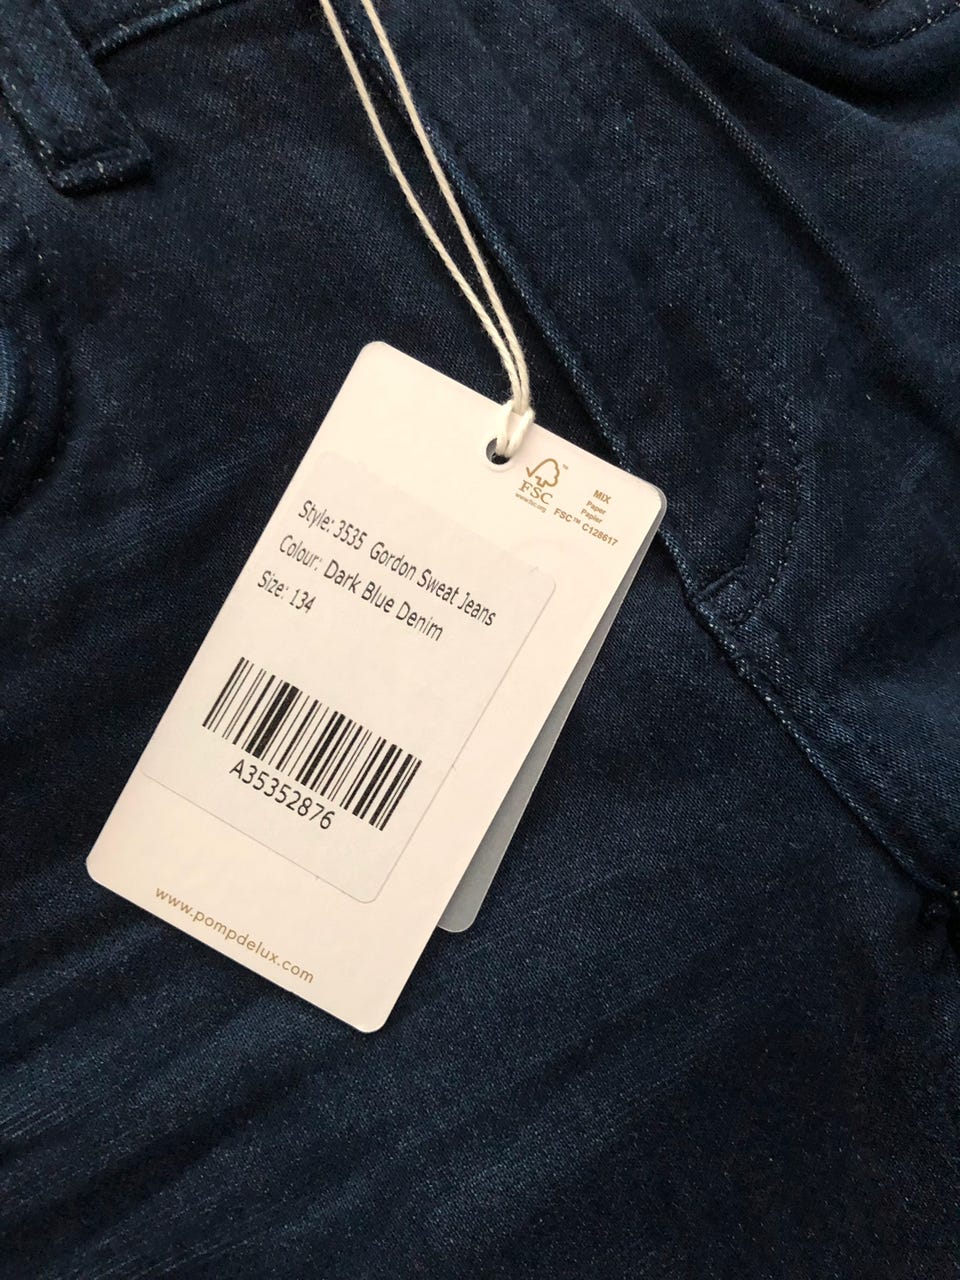 FSC™
www.fsc.org
MIX
Paper
Papier
FSC™ C128617
Style: 3535 Gordon Sweat Jeans
Colour: Dark Blue Denim
Size: 134
A35352876
www.pompdelux.com